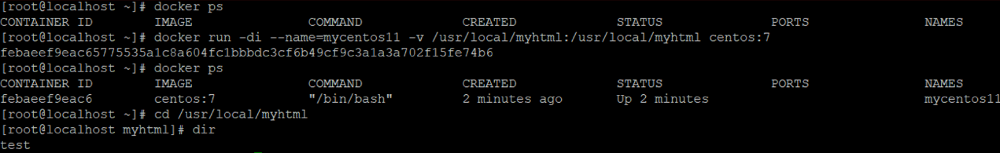 [root@localhost ~]# docker ps
CONTAINER ID IMAGE COMMAND CREATED STATUS PORTS NAMES
[root@localhost ~]# docker run -di --name=mycentos11 -v /usr/local/myhtml:/usr/local/myhtml centos:7
febaeef9eac65775535a1c8a604fc1bbbdc3cf6b49cf9c3a1a3a702f15fe74b6
[root@localhost ~]# docker ps
CONTAINER ID IMAGE COMMAND CREATED STATUS PORTS NAMES
febaeef9eac6 centos:7 "/bin/bash" 2 minutes ago Up 2 minutes mycentos11
[root@localhost ~]# cd /usr/local/myhtml
[root@localhost myhtml]# dir
test